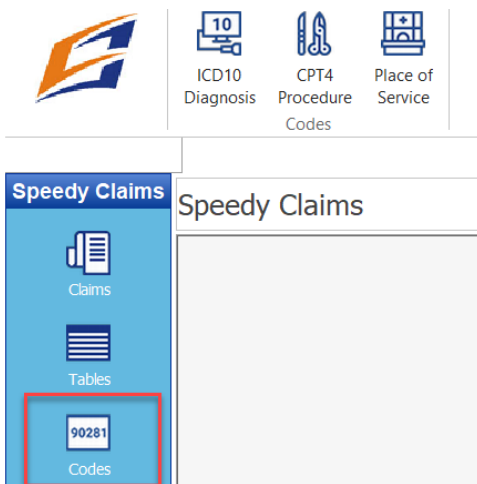 10
ICD10
Diagnosis
CPT4
Procedure
Place of
Service
Codes
Speedy Claims
Speedy Claims
Claims
Tables
90281
Codes